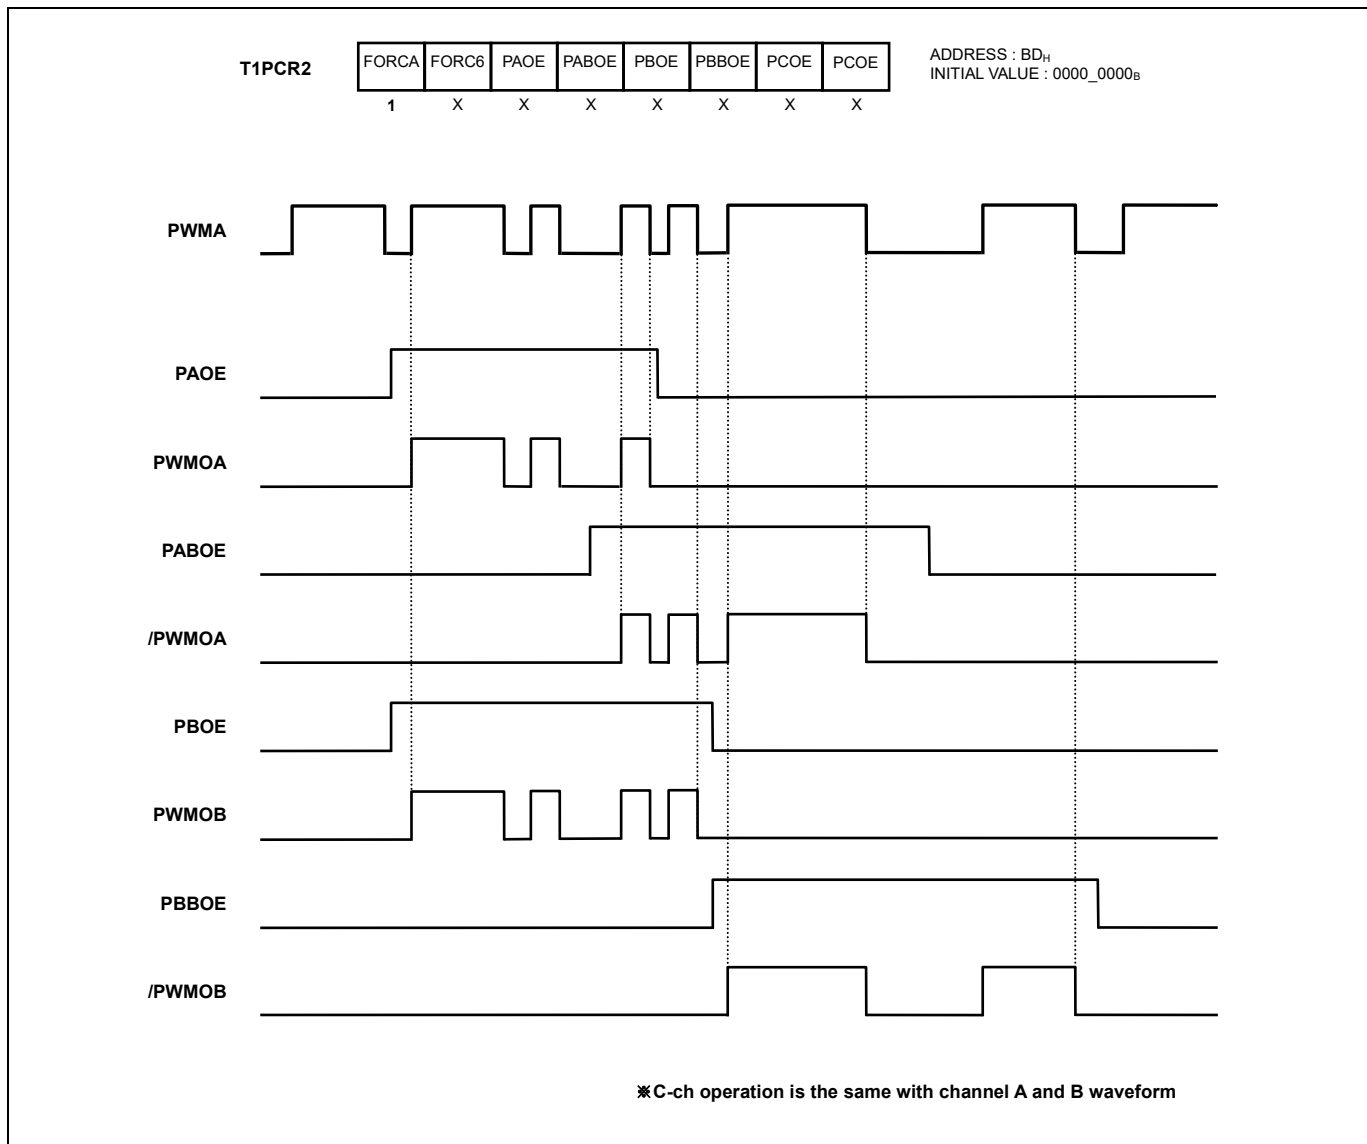 T1PCR2 FORCA FORC6 PAOE PABOE PBOE PBBOE PCOE PCOE
1 X X X X X X X
ADDRESS : BDH
INITIAL VALUE : 0000_0000B
PWMA
PAOE
PWMOA
PABOE
/PWMOA
PBOE
PWMOB
PBBOE
/PWMOB
※C-ch operation is the same with channel A and B waveform